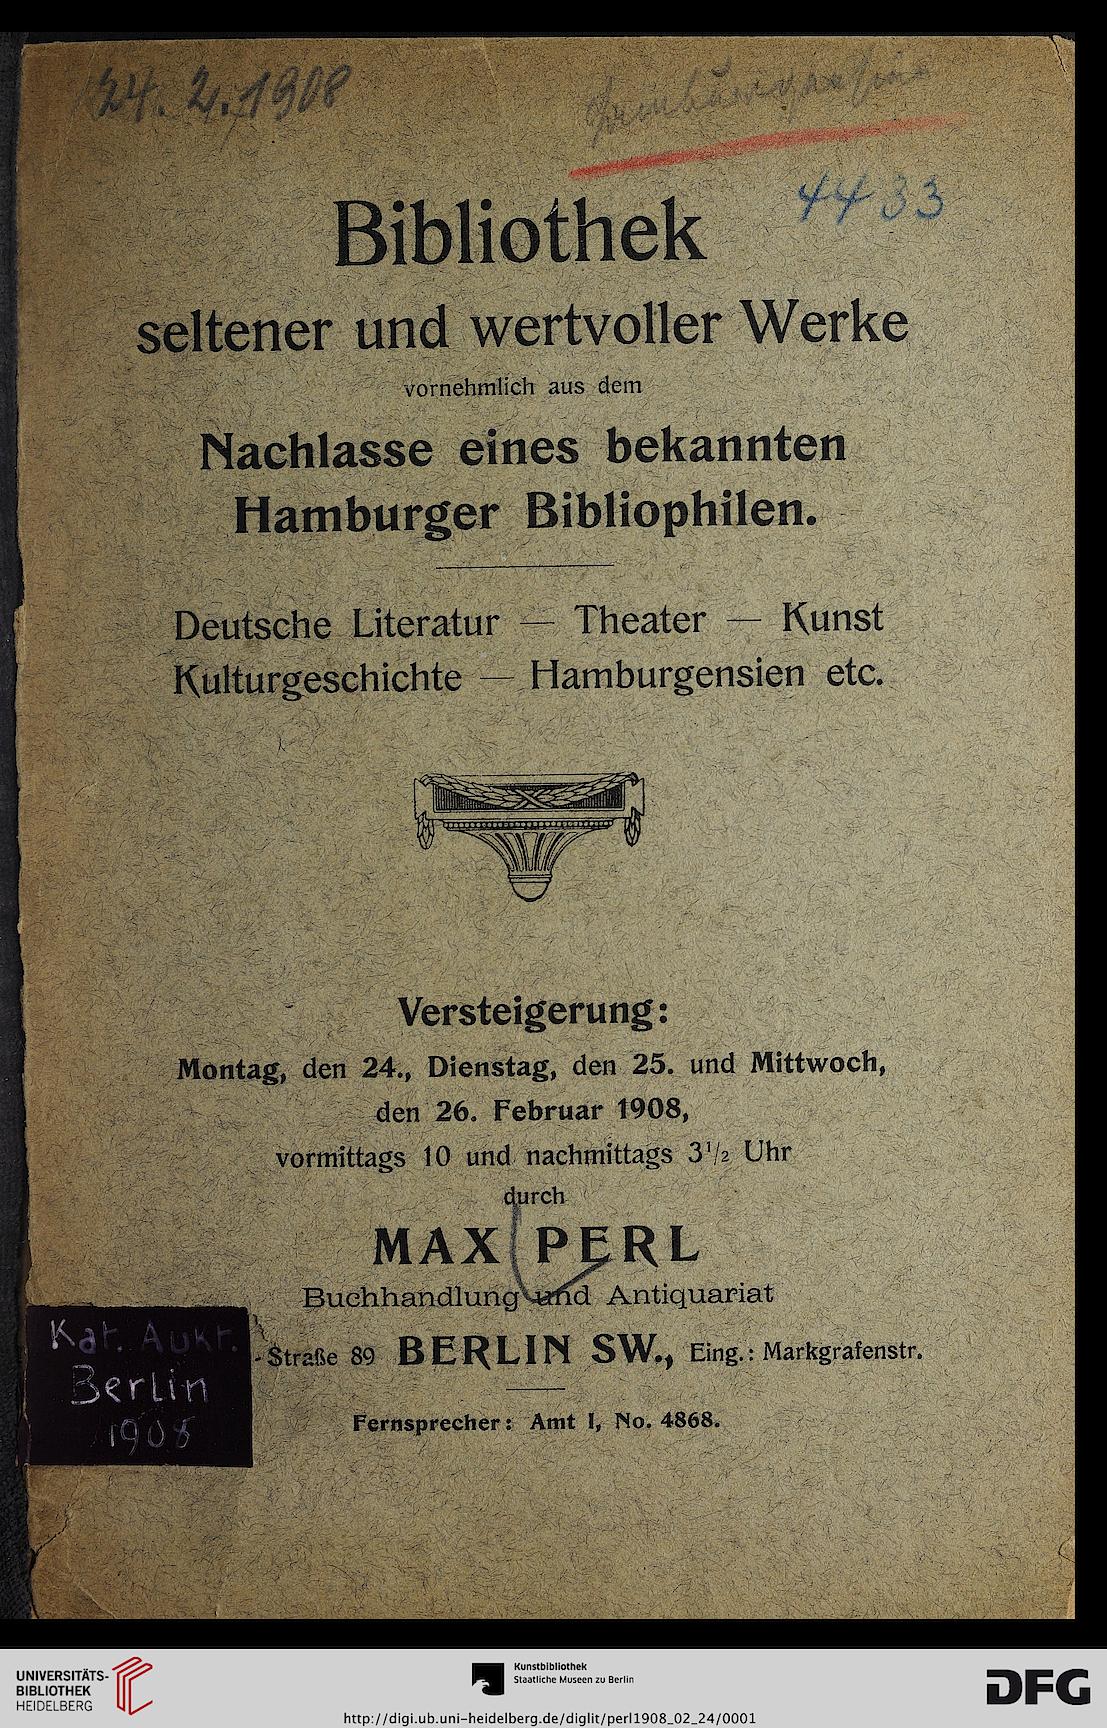 24. 2. 1908
4433
Bibliothek
seltener und wertvoller Werke
vornehmlich aus dem
Nachlasse eines bekannten
Hamburger Bibliophilen.
Deutsche Literatur — Theater — Kunst
Kulturgeschichte — Hamburgensien etc.
Versteigerung:
Montag, den 24., Dienstag, den 25. und Mittwoch,
den 26. Februar 1908,
vormittags 10 und nachmittags 3½ Uhr
durch
MAX PERL
Buchhandlung und Antiquariat
-Straße 89 BERLIN SW., Eing.: Markgrafenstr.
Fernsprecher: Amt I, No. 4868.
Kat. Aukt.
Berlin
1908
UNIVERSITÄTS-
BIBLIOTHEK
HEIDELBERG
Kunstbibliothek
Staatliche Museen zu Berlin
DFG
http://digi.ub.uni-heidelberg.de/diglit/perl1908_02_24/0001